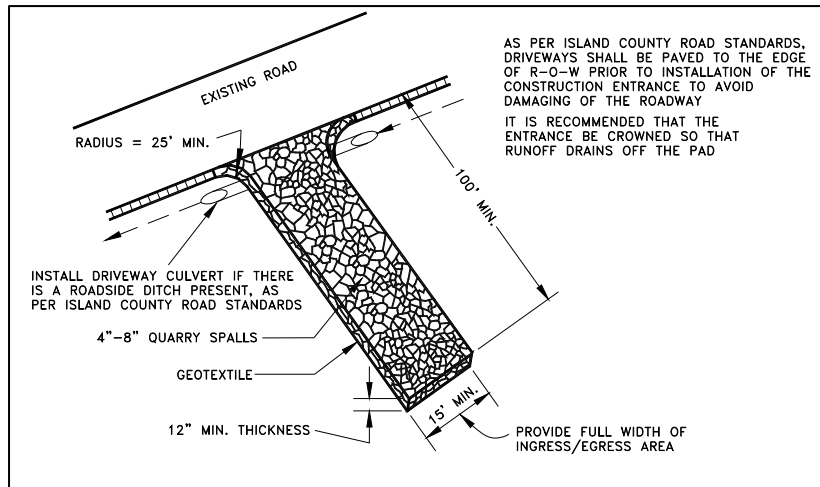 EXISTING ROAD
AS PER ISLAND COUNTY ROAD STANDARDS,
DRIVEWAYS SHALL BE PAVED TO THE EDGE
OF R-O-W PRIOR TO INSTALLATION OF THE
CONSTRUCTION ENTRANCE TO AVOID
DAMAGING OF THE ROADWAY
IT IS RECOMMENDED THAT THE
ENTRANCE BE CROWNED SO THAT
RUNOFF DRAINS OFF THE PAD
RADIUS = 25' MIN.
100' MIN.
INSTALL DRIVEWAY CULVERT IF THERE
IS A ROADSIDE DITCH PRESENT, AS
PER ISLAND COUNTY ROAD STANDARDS
4"-8" QUARRY SPALLS
GEOTEXTILE
12" MIN. THICKNESS
15' MIN.
PROVIDE FULL WIDTH OF
INGRESS/EGRESS AREA